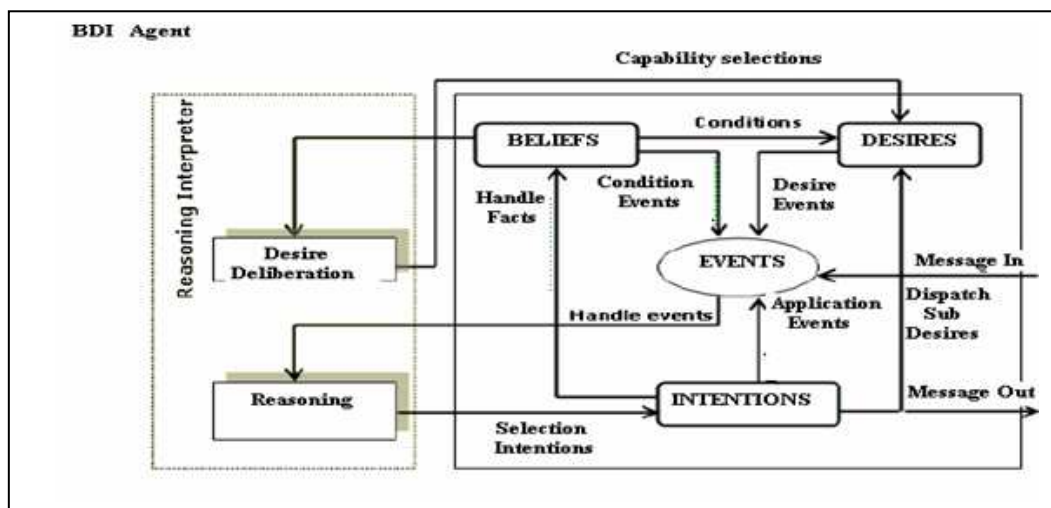 BDI Agent
Capability selections
Reasoning Interpreter
BELIEFS
Conditions
DESIRES
Handle
Facts
Condition
Events
Desire
Events
Desire
Deliberation
EVENTS
Message In
Handle events
Application
Events
Dispatch
Sub
Desires
Reasoning
INTENTIONS
Message Out
Selection
Intentions